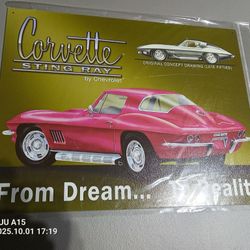 Corvette
STING RAY
by Chevrolet
ORIGINAL CONCEPT DRAWING (LATE FIFTIES)
From Dream...
UU A15
2025.10.01 17:19